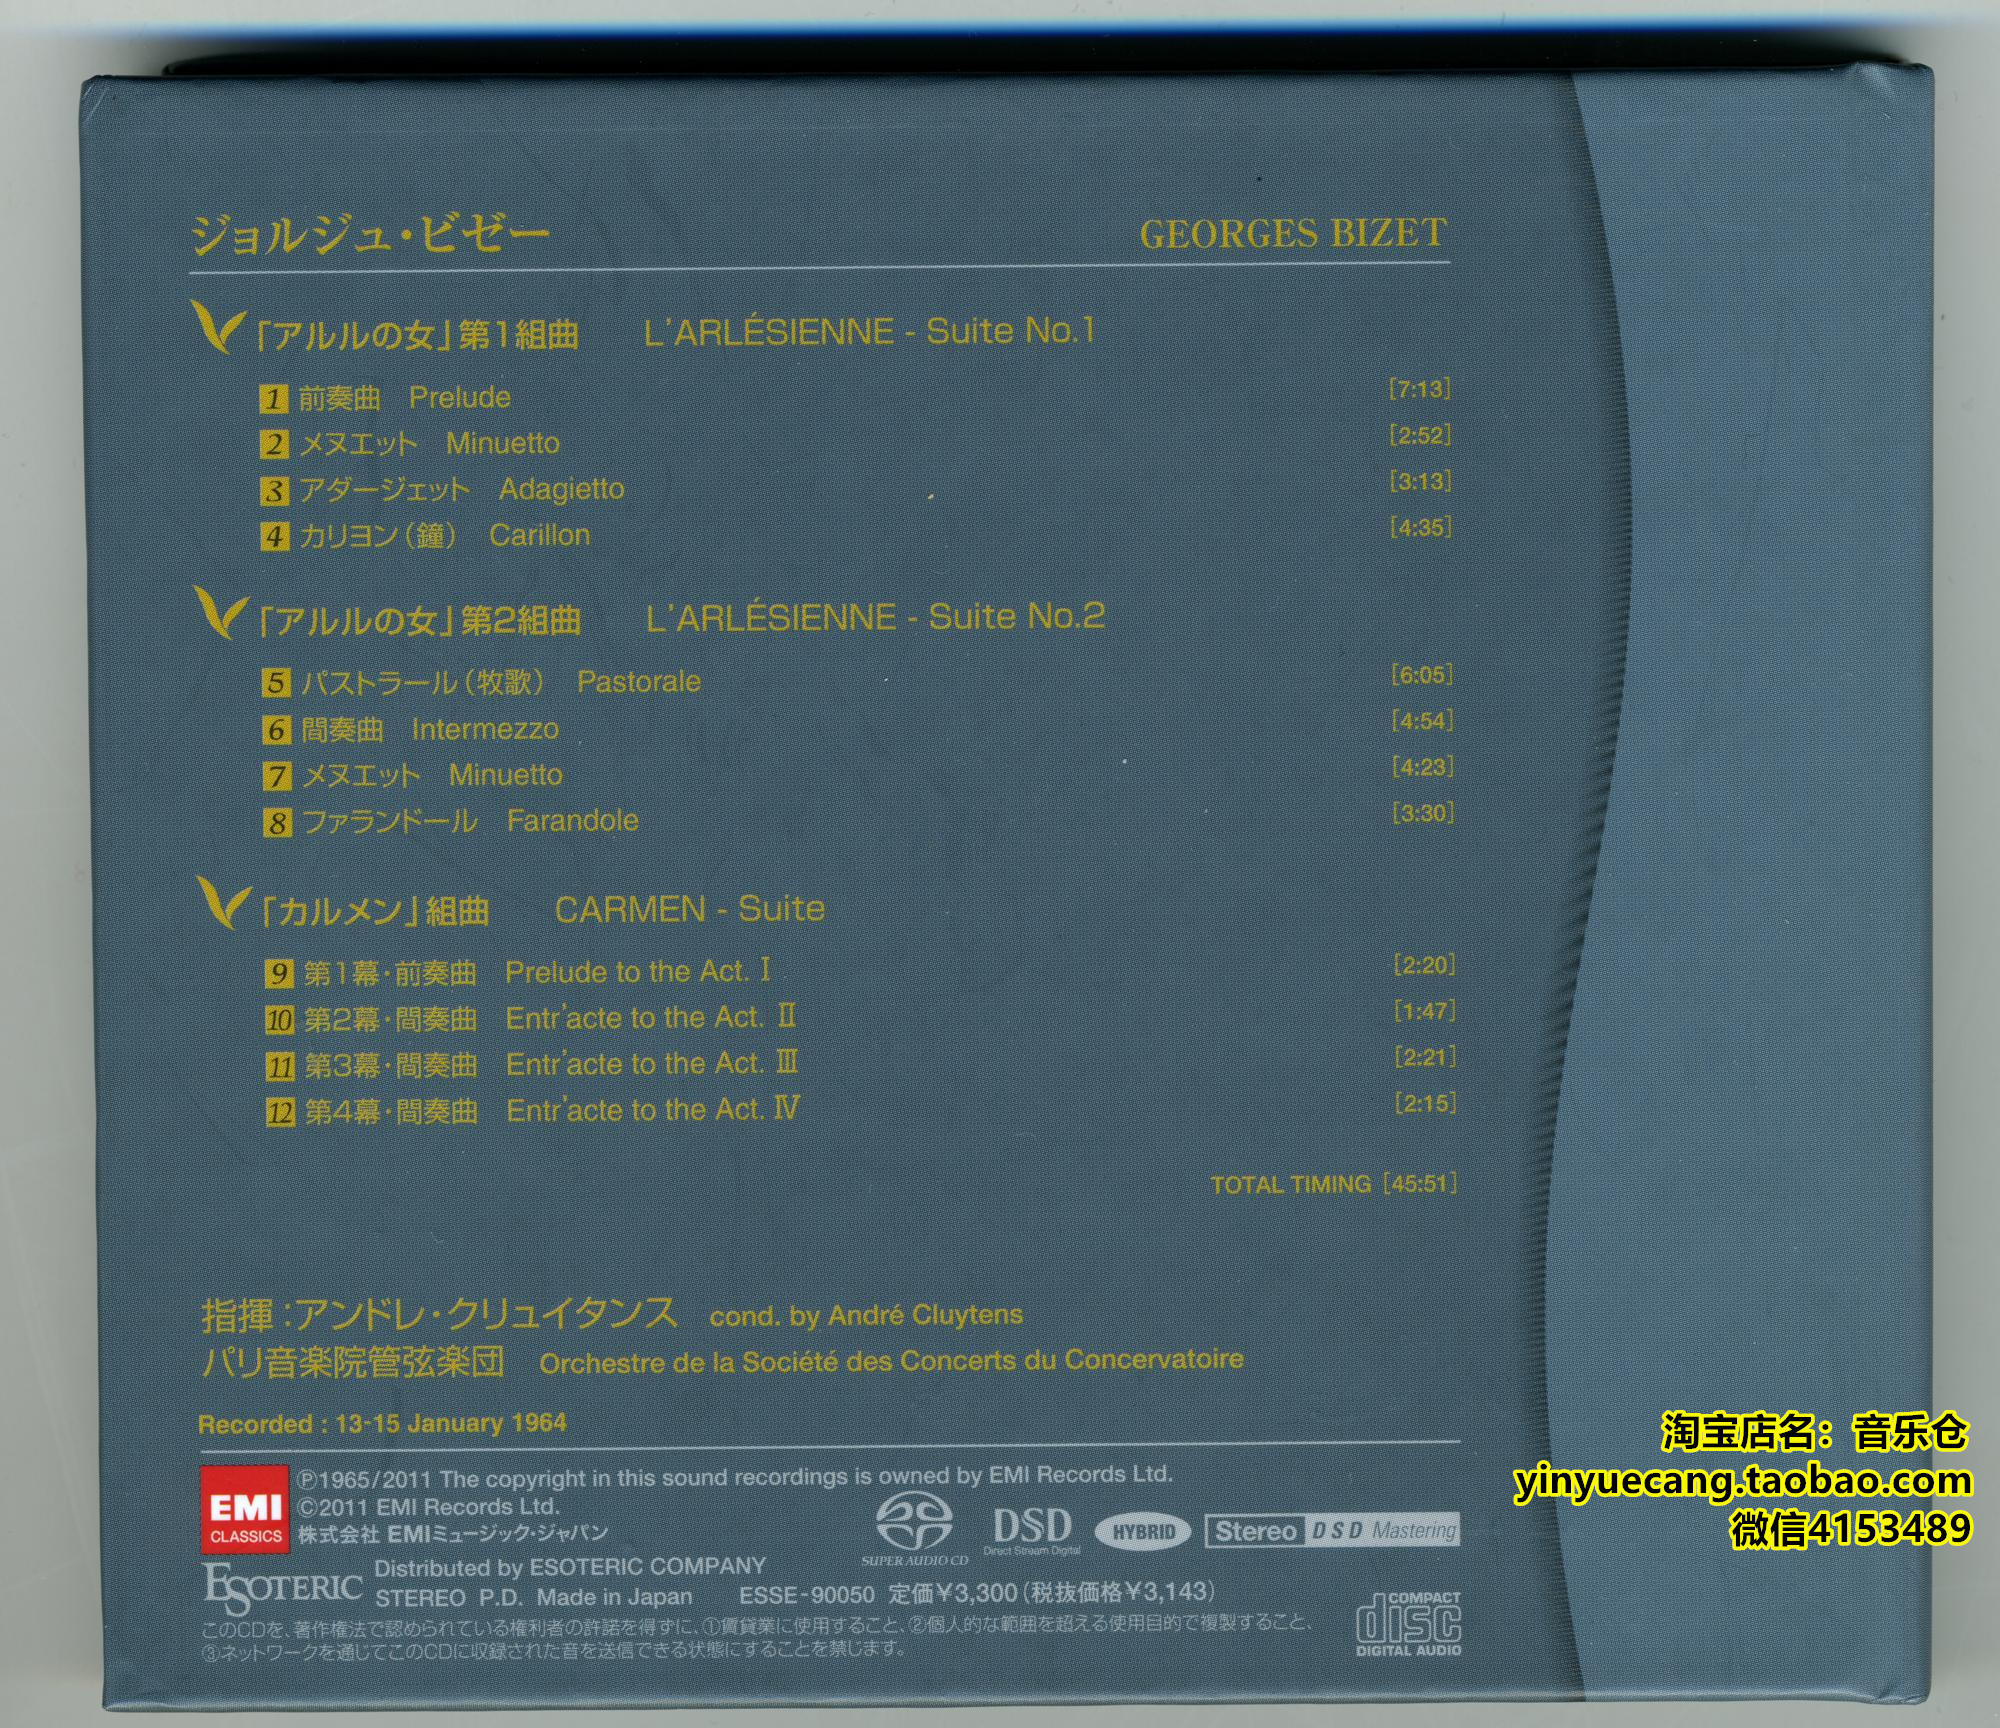 ジョルジュ・ビゼー GEORGES BIZET
「アルルの女」第1組曲 L'ARLÉSIENNE - Suite No.1
1 前奏曲 Prelude [7:13]
2 メヌエット Minuetto [2:52]
3 アダージェット Adagietto [3:13]
4 カリヨン(鐘) Carillon [4:35]
「アルルの女」第2組曲 L'ARLÉSIENNE - Suite No.2
5 パストラール(牧歌) Pastorale [6:05]
6 間奏曲 Intermezzo [4:54]
7 メヌエット Minuetto [4:23]
8 ファランドール Farandole [3:30]
「カルメン」組曲 CARMEN - Suite
9 第1幕・前奏曲 Prelude to the Act. Ⅰ [2:20]
10 第2幕・間奏曲 Entr'acte to the Act. Ⅱ [1:47]
11 第3幕・間奏曲 Entr'acte to the Act. Ⅲ [2:21]
12 第4幕・間奏曲 Entr'acte to the Act. Ⅳ [2:15]
TOTAL TIMING [45:51]
指揮:アンドレ・クリュイタンス cond. by André Cluytens
パリ音楽院管弦楽団 Orchestre de la Société des Concerts du Concervatoire
Recorded : 13-15 January 1964
EMI CLASSICS
Ⓟ1965/2011 The copyright in this sound recordings is owned by EMI Records Ltd.
©2011 EMI Records Ltd.
株式会社 EMIミュージック・ジャパン
SUPER AUDIO CD
DSD Direct Stream Digital
HYBRID
Stereo DSD Mastering
ESOTERIC
Distributed by ESOTERIC COMPANY
STEREO P.D. Made in Japan ESSE-90050 定価¥3,300(税抜価格¥3,143)
このCDを、著作権法で認められている権利者の許諾を得ずに、①賃貸業に使用すること、②個人的な範囲を超える使用目的で複製すること、
③ネットワークを通じてこのCDに収録された音を送信できる状態にすることを禁じます。
COMPACT disc DIGITAL AUDIO
淘宝店名：音乐仓
yinyuecang.taobao.com
微信4153489